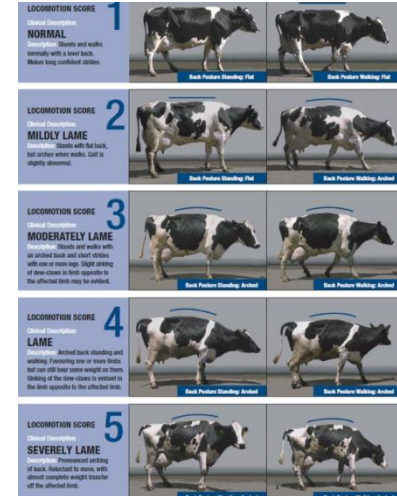 LOCOMOTION SCORE
1
Clinical Description:
NORMAL
Description: Stands and walks
normally with a level back.
Makes long confident strides.
Back Posture Standing: Flat
Back Posture Walking: Flat
LOCOMOTION SCORE
2
Clinical Description:
MILDLY LAME
Description: Stands with flat back,
but arches when walks. Gait is
slightly abnormal.
Back Posture Standing: Flat
Back Posture Walking: Arched
LOCOMOTION SCORE
3
Clinical Description:
MODERATELY LAME
Description: Stands and walks with
an arched back and short strides
with one or more legs. Slight sinking
of dew-claws in limb opposite to
the affected limb may be evident.
Back Posture Standing: Arched
Back Posture Walking: Arched
LOCOMOTION SCORE
4
Clinical Description:
LAME
Description: Arched back standing and
walking. Favouring one or more limbs
but can still bear some weight on them.
Sinking of the dew-claws is evident in
the limb opposite to the affected limb.
Back Posture Standing: Arched
Back Posture Walking: Arched
LOCOMOTION SCORE
5
Clinical Description:
SEVERELY LAME
Description: Pronounced arching
of back. Reluctant to move, with
almost complete weight transfer
off the affected limb.